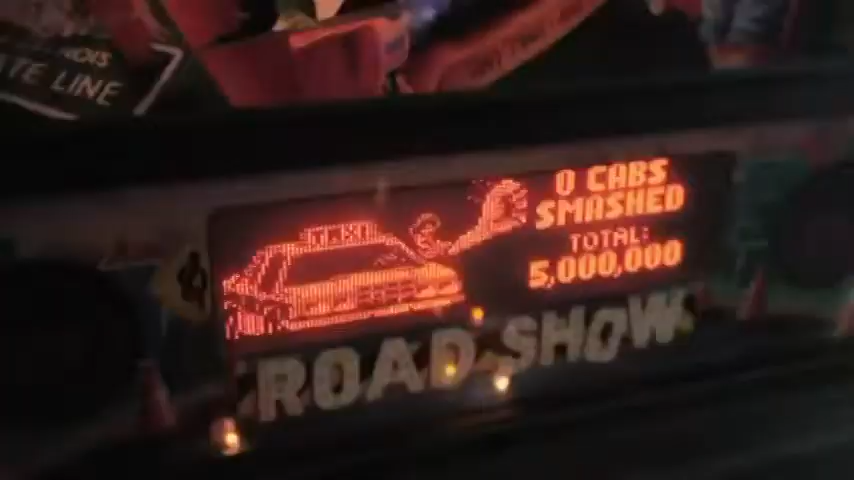 TE LINE
TAXI
0 CABS
SMASHED
TOTAL:
5,000,000
ROAD SHOW